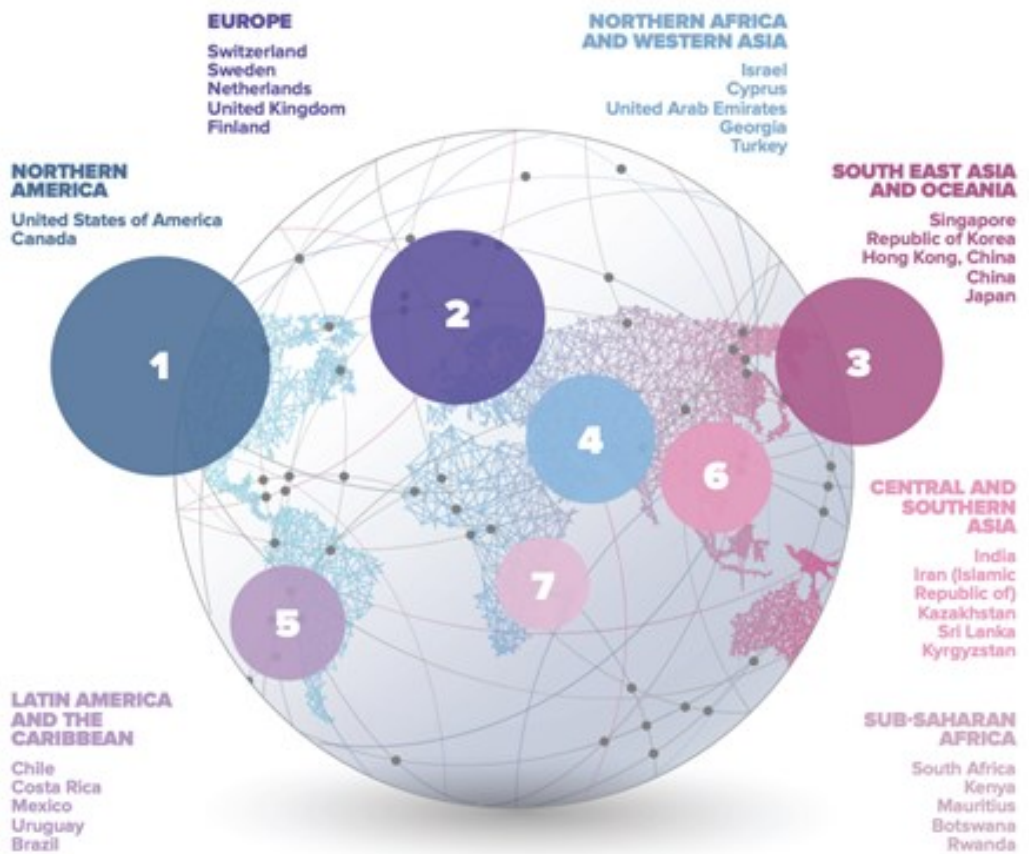 EUROPE
Switzerland
Sweden
Netherlands
United Kingdom
Finland
NORTHERN AFRICA
AND WESTERN ASIA
Israel
Cyprus
United Arab Emirates
Georgia
Turkey
NORTHERN
AMERICA
United States of America
Canada
SOUTH EAST ASIA
AND OCEANIA
Singapore
Republic of Korea
Hong Kong, China
China
Japan
1
2
3
4
6
7
5
CENTRAL AND
SOUTHERN
ASIA
India
Iran (Islamic
Republic of)
Kazakhstan
Sri Lanka
Kyrgyzstan
LATIN AMERICA
AND THE
CARIBBEAN
Chile
Costa Rica
Mexico
Uruguay
Brazil
SUB-SAHARAN
AFRICA
South Africa
Kenya
Mauritius
Botswana
Rwanda